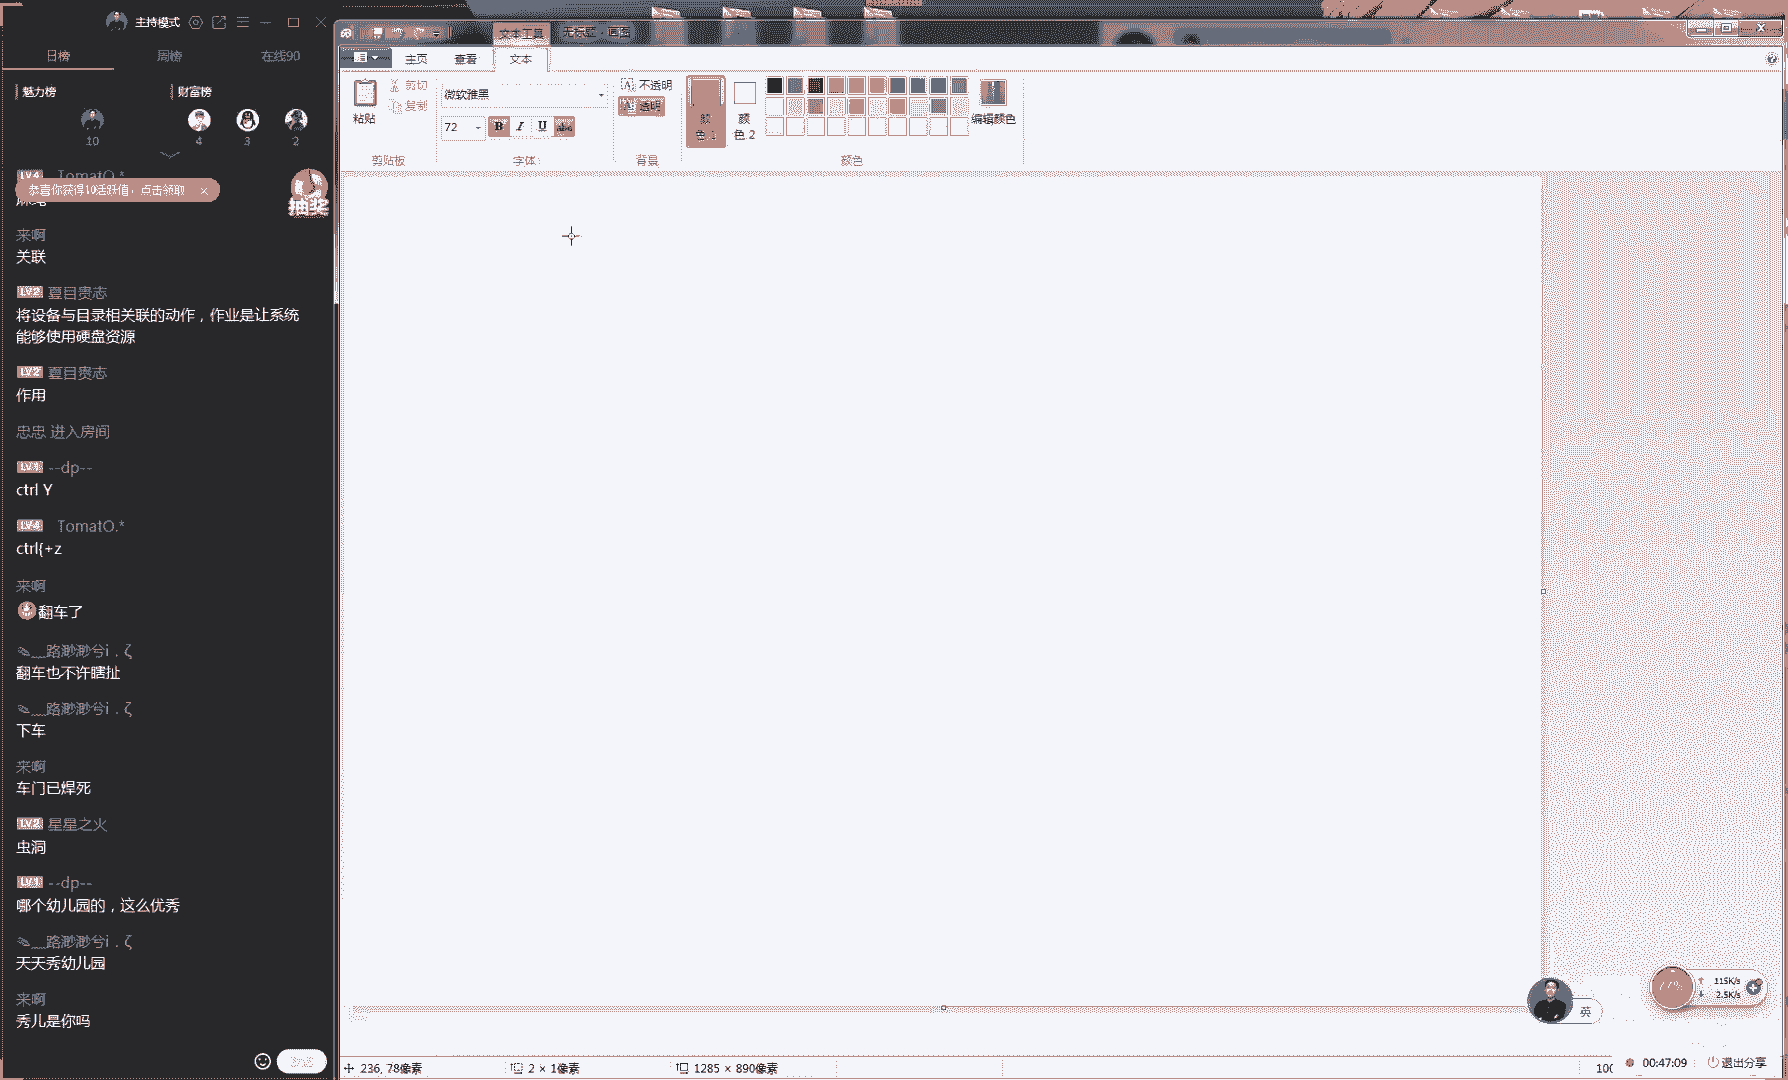 主持模式
日榜 周榜 在线90
魅力榜 财富榜
10 4 3 2
LV4 TomatO.*
恭喜你获得10活跃值，点击领取 ×
抽奖
来啊
关联
LV2 夏目贵志
将设备与目录相关联的动作，作业是让系统
能够使用硬盘资源
LV2 夏目贵志
作用
忠忠 进入房间
LV1 --dp--
ctrl Y
LV4 TomatO.*
ctrl{+z
来啊
翻车了
路渺渺兮i . ζ
翻车也不许瞎扯
路渺渺兮i . ζ
下车
来啊
车门已焊死
LV2 星星之火
虫洞
LV1 --dp--
哪个幼儿园的，这么优秀
路渺渺兮i . ζ
天天秀幼儿园
来啊
秀儿是你吗
文本工具 无标题 - 画图
主页 查看 文本
粘贴 剪切
复制
剪贴板
微软雅黑
72 B I U abc
字体
不透明
透明
背景
颜
色 1
颜
色 2
编辑颜色
颜色
英
77%
115K/s
2.5K/s
236, 78像素 2 × 1像素 1285 × 890像素 100
00:47:09 退出分享